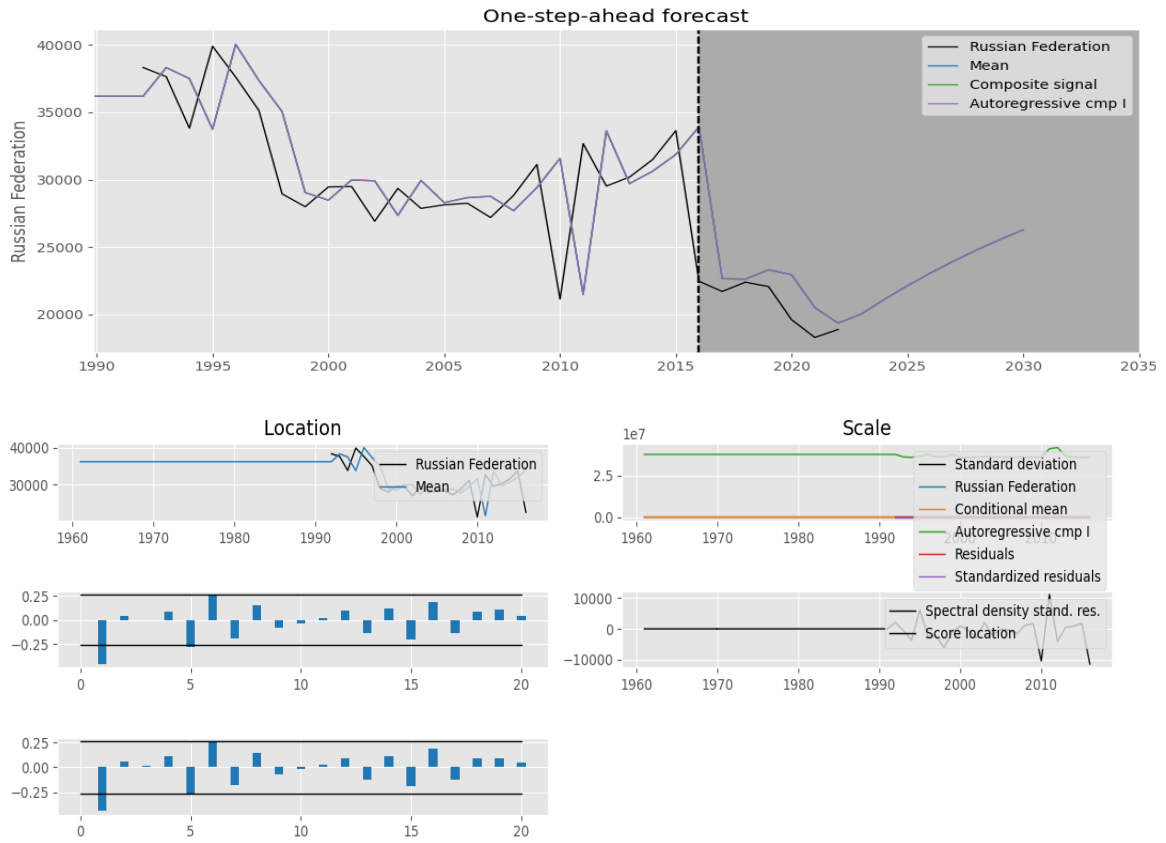 One-step-ahead forecast
Russian Federation
Mean
Composite signal
Autoregressive cmp I
Russian Federation
40000
35000
30000
25000
20000
1990 1995 2000 2005 2010 2015 2020 2025 2030 2035
Location
40000
30000
Russian Federation
Mean
1960 1970 1980 1990 2000 2010
Scale
1e7
2.5
0.0
Standard deviation
Russian Federation
Conditional mean
Autoregressive cmp I
Residuals
Standardized residuals
1960 1970 1980 1990 2000 2010
0.25
0.00
−0.25
0 5 10 15 20
10000
0
−10000
Spectral density stand. res.
Score location
1960 1970 1980 1990 2000 2010
0.25
0.00
−0.25
0 5 10 15 20